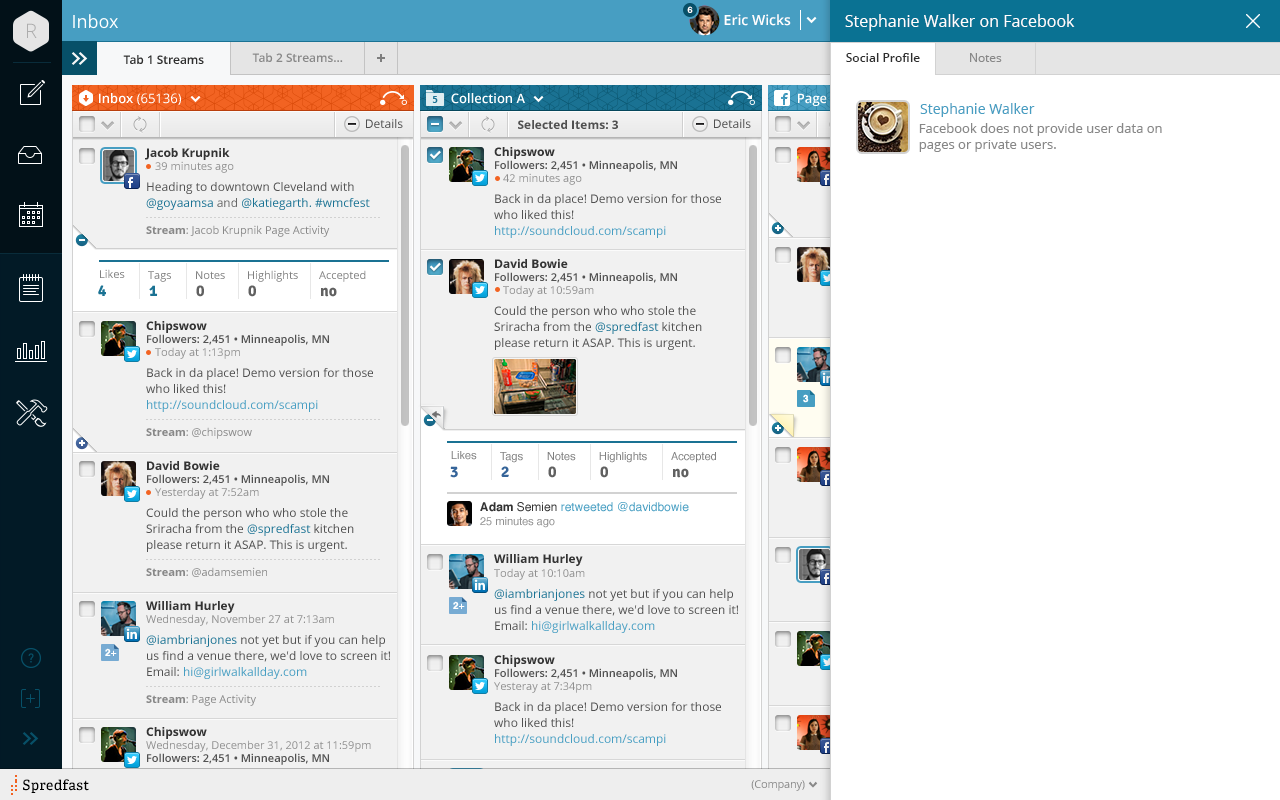 R
Inbox
6
Eric Wicks
Stephanie Walker on Facebook
Tab 1 Streams
Tab 2 Streams...
+
Social Profile
Notes
Stephanie Walker
Facebook does not provide user data on
pages or private users.
Inbox (65136)
Details
Jacob Krupnik
39 minutes ago
Heading to downtown Cleveland with
@goyaamsa and @katiegarth. #wmcfest
Stream: Jacob Krupnik Page Activity
Likes Tags Notes Highlights Accepted
4 1 0 0 no
Chipswow
Followers: 2,451 • Minneapolis, MN
Today at 1:13pm
Back in da place! Demo version for those
who liked this!
http://soundcloud.com/scampi
Stream: @chipswow
David Bowie
Followers: 2,451 • Minneapolis, MN
Yesterday at 7:52am
Could the person who who stole the
Sriracha from the @spredfast kitchen
please return it ASAP. This is urgent.
Stream: @adamsemien
William Hurley
Wednesday, November 27 at 7:13am
2+
@iambrianjones not yet but if you can help
us find a venue there, we'd love to screen it!
Email: hi@girlwalkallday.com
Stream: Page Activity
Chipswow
Wednesday, December 31, 2012 at 11:59pm
Followers: 2,451 • Minneapolis, MN
5
Collection A
Selected Items: 3
Details
Chipswow
Followers: 2,451 • Minneapolis, MN
42 minutes ago
Back in da place! Demo version for those
who liked this!
http://soundcloud.com/scampi
David Bowie
Followers: 2,451 • Minneapolis, MN
Today at 10:59am
Could the person who who stole the
Sriracha from the @spredfast kitchen
please return it ASAP. This is urgent.
Likes Tags Notes Highlights Accepted
3 2 0 0 no
Adam Semien retweeted @davidbowie
25 minutes ago
William Hurley
Today at 10:10am
2+
@iambrianjones not yet but if you can help
us find a venue there, we'd love to screen it!
Email: hi@girlwalkallday.com
Chipswow
Followers: 2,451 • Minneapolis, MN
Yesteray at 7:34pm
Back in da place! Demo version for those
who liked this!
http://soundcloud.com/scampi
Page
3
Spredfast
(Company)